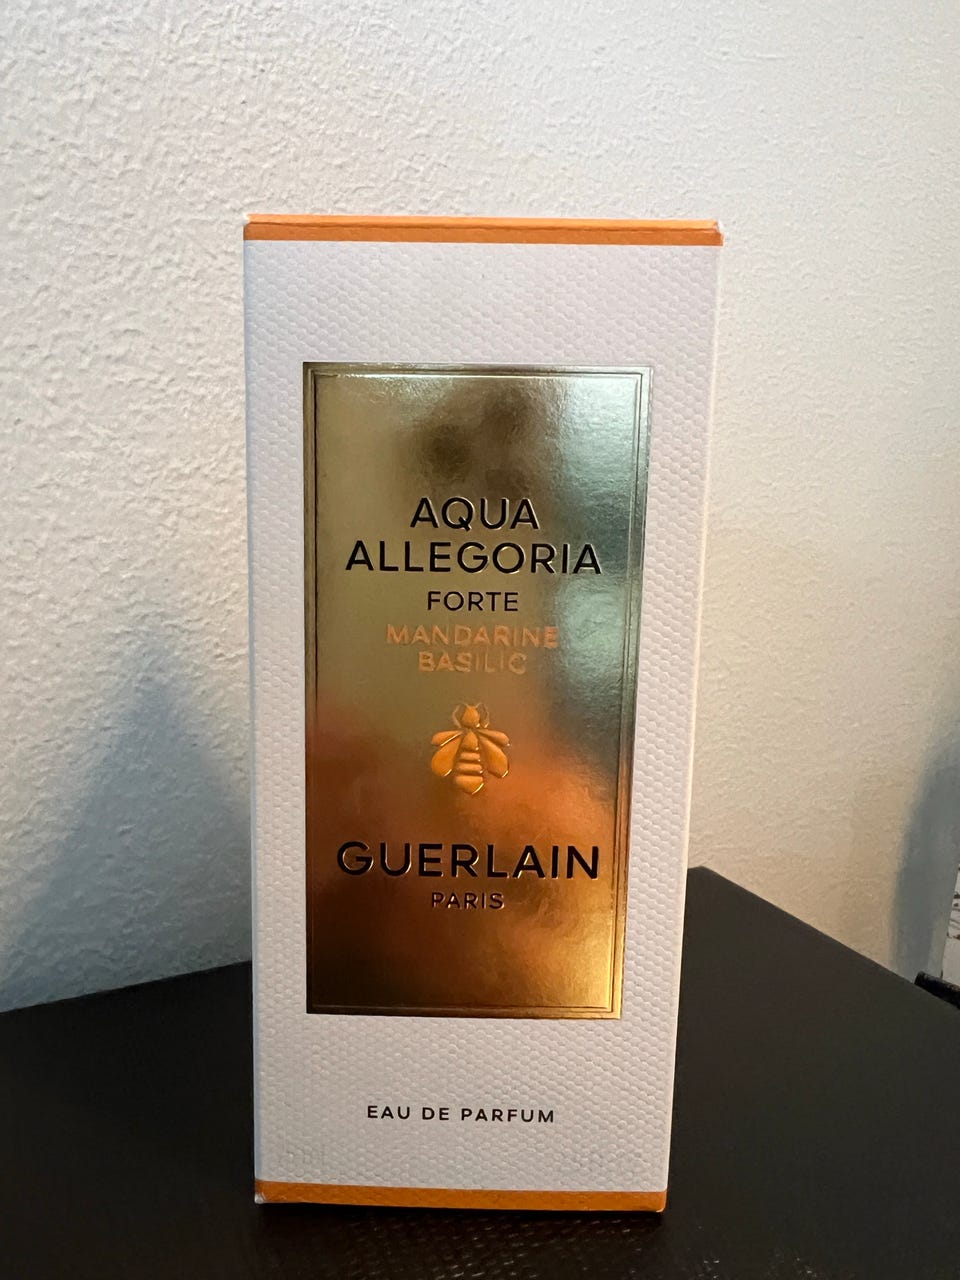 AQUA
ALLEGORIA
FORTE
MANDARINE
BASILIC
GUERLAIN
PARIS
EAU DE PARFUM